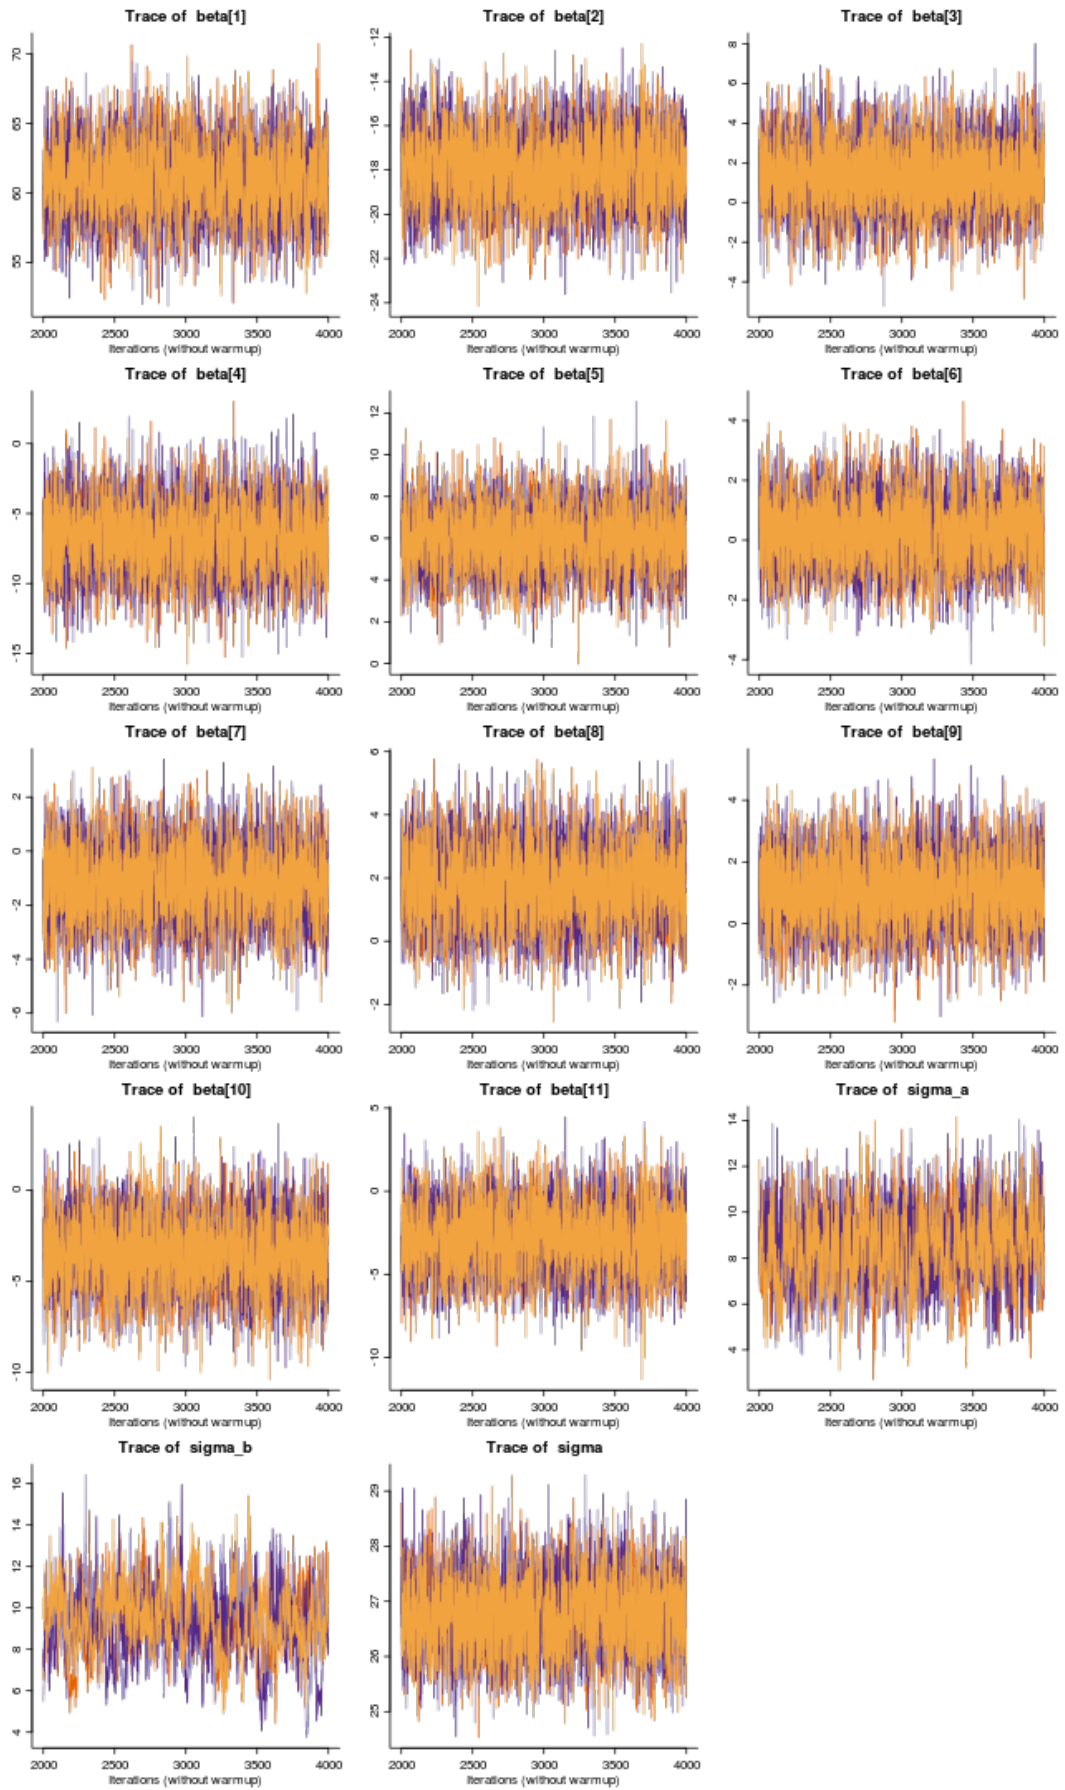 Trace of beta[1]
70
65
60
55
2000 2500 3000 3500 4000
Iterations (without warmup)
Trace of beta[2]
-12
-14
-16
-18
-20
-22
-24
2000 2500 3000 3500 4000
Iterations (without warmup)
Trace of beta[3]
8
6
4
2
0
-2
-4
2000 2500 3000 3500 4000
Iterations (without warmup)
Trace of beta[4]
0
-5
-10
-15
2000 2500 3000 3500 4000
Iterations (without warmup)
Trace of beta[5]
12
10
8
6
4
2
0
2000 2500 3000 3500 4000
Iterations (without warmup)
Trace of beta[6]
4
2
0
-2
-4
2000 2500 3000 3500 4000
Iterations (without warmup)
Trace of beta[7]
2
0
-2
-4
-6
2000 2500 3000 3500 4000
Iterations (without warmup)
Trace of beta[8]
6
4
2
0
-2
2000 2500 3000 3500 4000
Iterations (without warmup)
Trace of beta[9]
4
2
0
-2
2000 2500 3000 3500 4000
Iterations (without warmup)
Trace of beta[10]
0
-5
-10
2000 2500 3000 3500 4000
Iterations (without warmup)
Trace of beta[11]
5
0
-5
-10
2000 2500 3000 3500 4000
Iterations (without warmup)
Trace of sigma_a
14
12
10
8
6
4
2000 2500 3000 3500 4000
Iterations (without warmup)
Trace of sigma_b
16
14
12
10
8
6
4
2000 2500 3000 3500 4000
Iterations (without warmup)
Trace of sigma
29
28
27
26
25
2000 2500 3000 3500 4000
Iterations (without warmup)